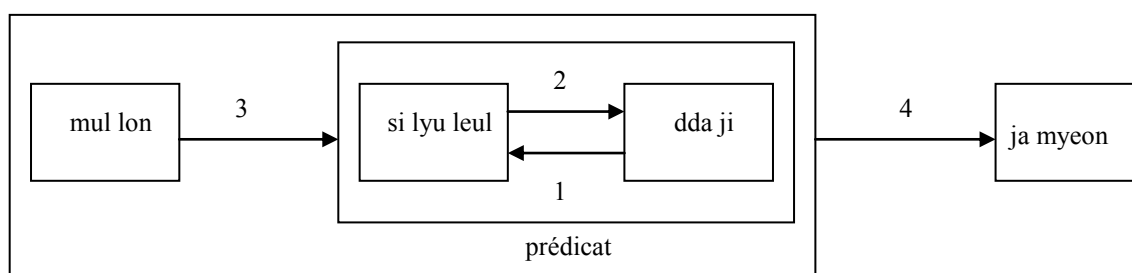 mul lon
3
si lyu leul
2
1
dda ji
4
ja myeon
prédicat